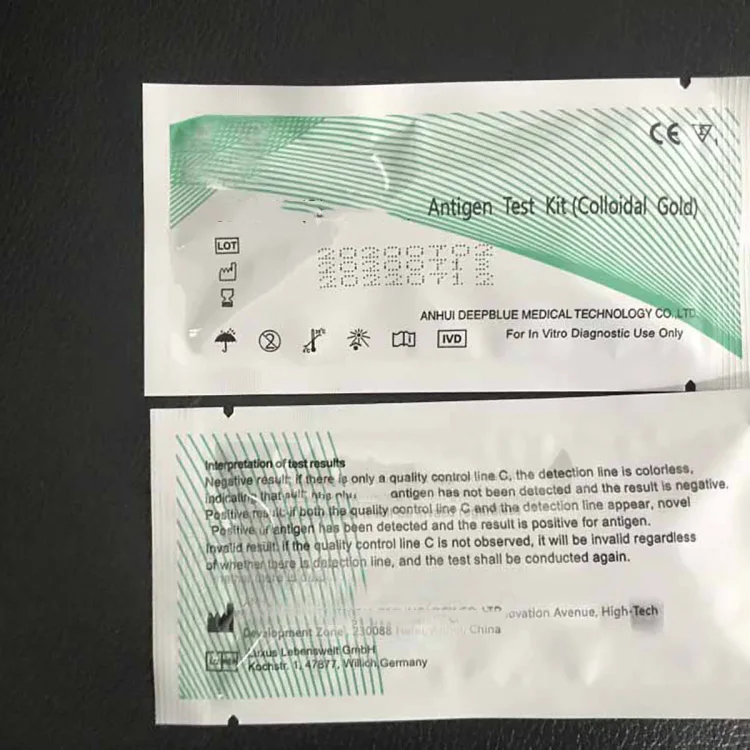 CE
Antigen Test Kit (Colloidal Gold)
LOT
ANHUI DEEPBLUE MEDICAL TECHNOLOGY CO.,LTD
IVD
For In Vitro Diagnostic Use Only
Interpretation of test results
Negative result: if there is only a quality control line C, the detection line is colorless,
indicating that antigen has not been detected and the result is negative.
Positive result: if both the quality control line C and the detection line appear, novel
antigen has been detected and the result is positive for antigen.
Invalid result: if the quality control line C is not observed, it will be invalid regardless
of whether there is detection line, and the test shall be conducted again.
ovation Avenue, High-Tech
Development Zone, 230088 China
Luxus Lebenswelt GmbH
Kochstr. 1, 47877, Willich, Germany